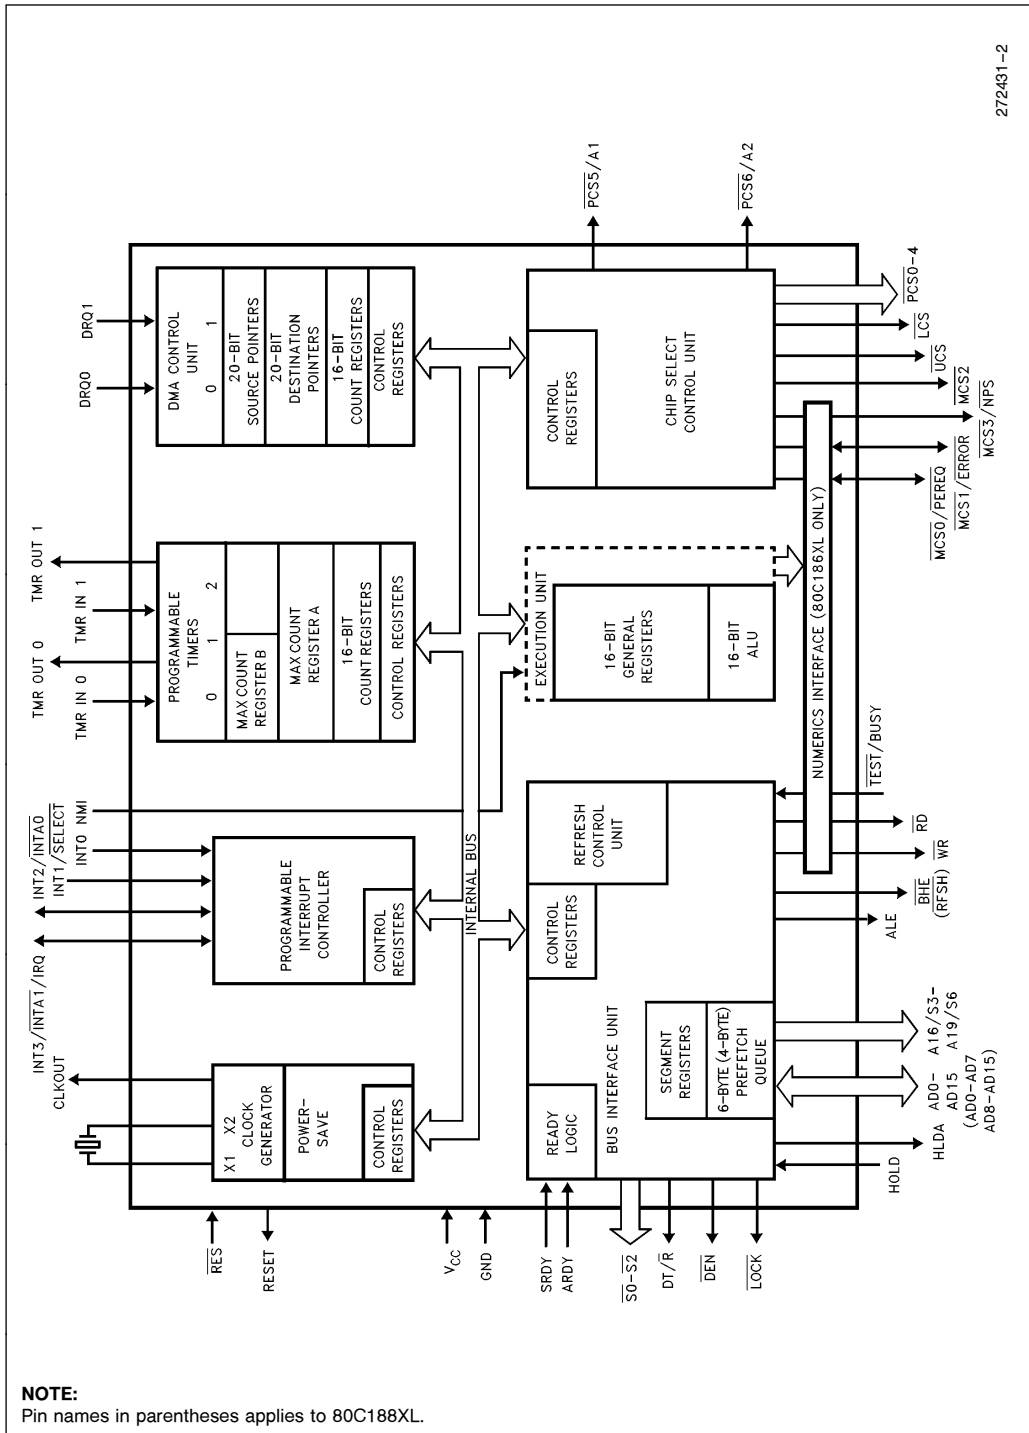 272431-2
INT3/INTA1/IRQ
INT2/INTA0
INT1/SELECT
INT0
NMI
CLKOUT
TMR OUT 1
TMR IN 1
TMR OUT 0
TMR IN 0
DRQ1
DRQ0
X1 X2
CLOCK
GENERATOR
POWER-
SAVE
CONTROL
REGISTERS
PROGRAMMABLE
INTERRUPT
CONTROLLER
CONTROL
REGISTERS
PROGRAMMABLE
TIMERS
0 1 2
MAX COUNT
REGISTER B
MAX COUNT
REGISTER A
16-BIT
COUNT REGISTERS
CONTROL REGISTERS
DMA CONTROL
UNIT
0 1
20-BIT
SOURCE POINTERS
20-BIT
DESTINATION
POINTERS
16-BIT
COUNT REGISTERS
CONTROL
REGISTERS
INTERNAL BUS
RES
RESET
VCC
GND
SRDY
ARDY
S0-S2
DT/R
DEN
LOCK
READY
LOGIC
BUS INTERFACE UNIT
CONTROL
REGISTERS
REFRESH
CONTROL
UNIT
SEGMENT
REGISTERS
6-BYTE (4-BYTE)
PREFETCH
QUEUE
EXECUTION UNIT
16-BIT
GENERAL
REGISTERS
16-BIT
ALU
CONTROL
REGISTERS
CHIP SELECT
CONTROL UNIT
PCS5/A1
PCS6/A2
NUMERICS INTERFACE (80C186XL ONLY)
HOLD
HLDA
AD0-
AD15
(AD0-AD7
AD8-AD15)
A16/S3-
A19/S6
ALE
BHE
(RFSH)
WR
RD
TEST/BUSY
MCS0/PEREQ
MCS1/ERROR
MCS3/NPS
MCS2
UCS
LCS
PCS0-4
NOTE:
Pin names in parentheses applies to 80C188XL.